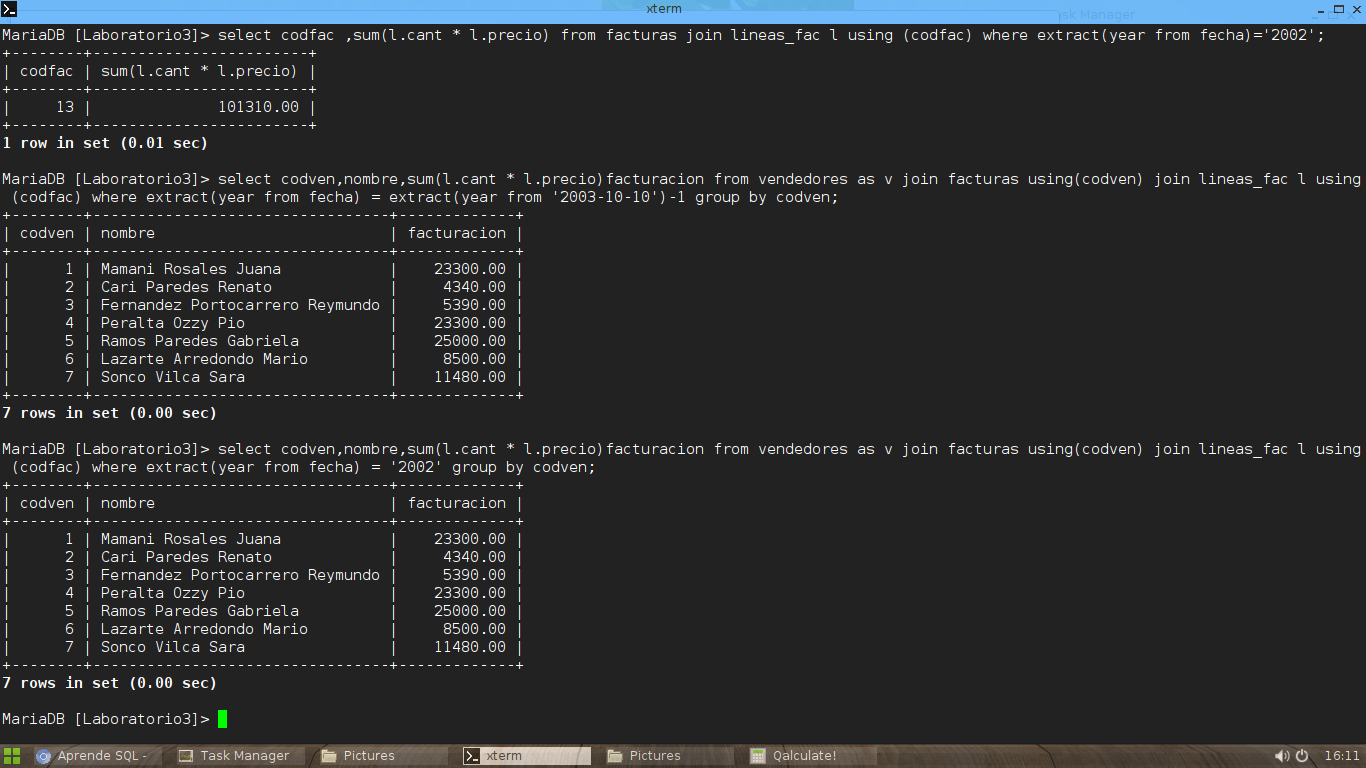 xterm
ask Manager
MariaDB [Laboratorio3]> select codfac ,sum(l.cant * l.precio) from facturas join lineas_fac l using (codfac) where extract(year from fecha)='2002';
+--------+------------------------+
| codfac | sum(l.cant * l.precio) |
+--------+------------------------+
|     13 |              101310.00 |
+--------+------------------------+
1 row in set (0.01 sec)
MariaDB [Laboratorio3]> select codven,nombre,sum(l.cant * l.precio)facturacion from vendedores as v join facturas using(codven) join lineas_fac l using
(codfac) where extract(year from fecha) = extract(year from '2003-10-10')-1 group by codven;
+--------+---------------------------------+-------------+
| codven | nombre                          | facturacion |
+--------+---------------------------------+-------------+
|      1 | Mamani Rosales Juana            |    23300.00 |
|      2 | Cari Paredes Renato             |     4340.00 |
|      3 | Fernandez Portocarrero Reymundo |     5390.00 |
|      4 | Peralta Ozzy Pio                |    23300.00 |
|      5 | Ramos Paredes Gabriela          |    25000.00 |
|      6 | Lazarte Arredondo Mario         |     8500.00 |
|      7 | Sonco Vilca Sara                |    11480.00 |
+--------+---------------------------------+-------------+
7 rows in set (0.00 sec)
MariaDB [Laboratorio3]> select codven,nombre,sum(l.cant * l.precio)facturacion from vendedores as v join facturas using(codven) join lineas_fac l using
(codfac) where extract(year from fecha) = '2002' group by codven;
+--------+---------------------------------+-------------+
| codven | nombre                          | facturacion |
+--------+---------------------------------+-------------+
|      1 | Mamani Rosales Juana            |    23300.00 |
|      2 | Cari Paredes Renato             |     4340.00 |
|      3 | Fernandez Portocarrero Reymundo |     5390.00 |
|      4 | Peralta Ozzy Pio                |    23300.00 |
|      5 | Ramos Paredes Gabriela          |    25000.00 |
|      6 | Lazarte Arredondo Mario         |     8500.00 |
|      7 | Sonco Vilca Sara                |    11480.00 |
+--------+---------------------------------+-------------+
7 rows in set (0.00 sec)
MariaDB [Laboratorio3]>
Aprende SQL - Task Manager Pictures xterm Pictures Qalculate! 16:11